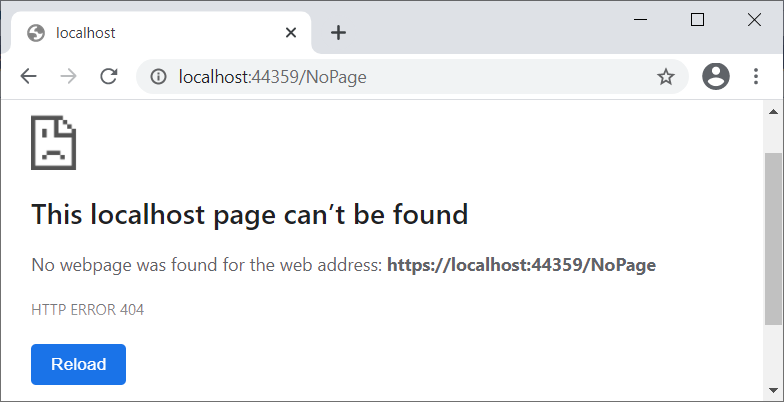 localhost
localhost:44359/NoPage
This localhost page can’t be found
No webpage was found for the web address: https://localhost:44359/NoPage
HTTP ERROR 404
Reload